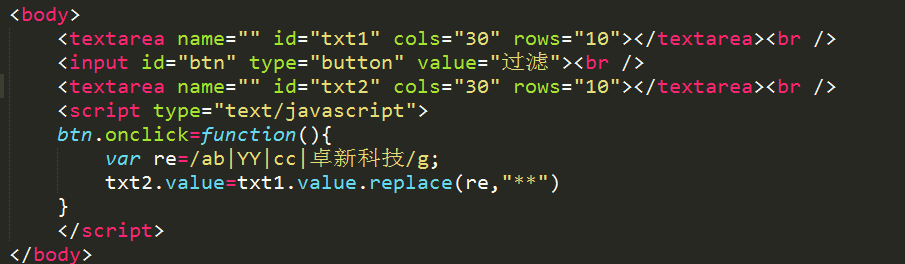 <body>
<textarea name="" id="txt1" cols="30" rows="10"></textarea><br />
<input id="btn" type="button" value="过滤"><br />
<textarea name="" id="txt2" cols="30" rows="10"></textarea><br />
<script type="text/javascript">
btn.onclick=function(){
var re=/ab|YY|cc|卓新科技/g;
txt2.value=txt1.value.replace(re,"**")
}
</script>
</body>